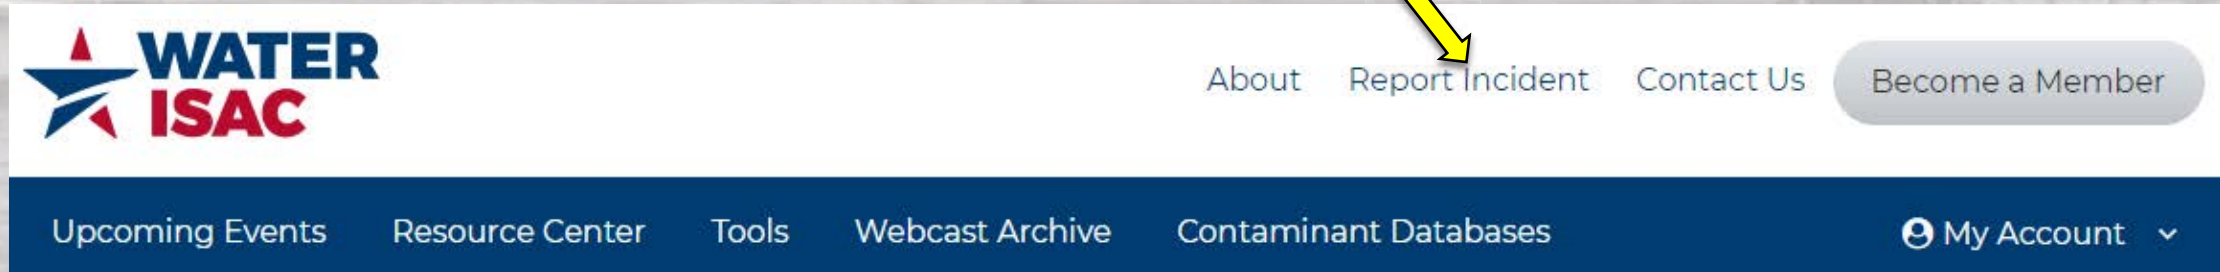 WATER
ISAC
About Report Incident Contact Us Become a Member
Upcoming Events Resource Center Tools Webcast Archive Contaminant Databases My Account